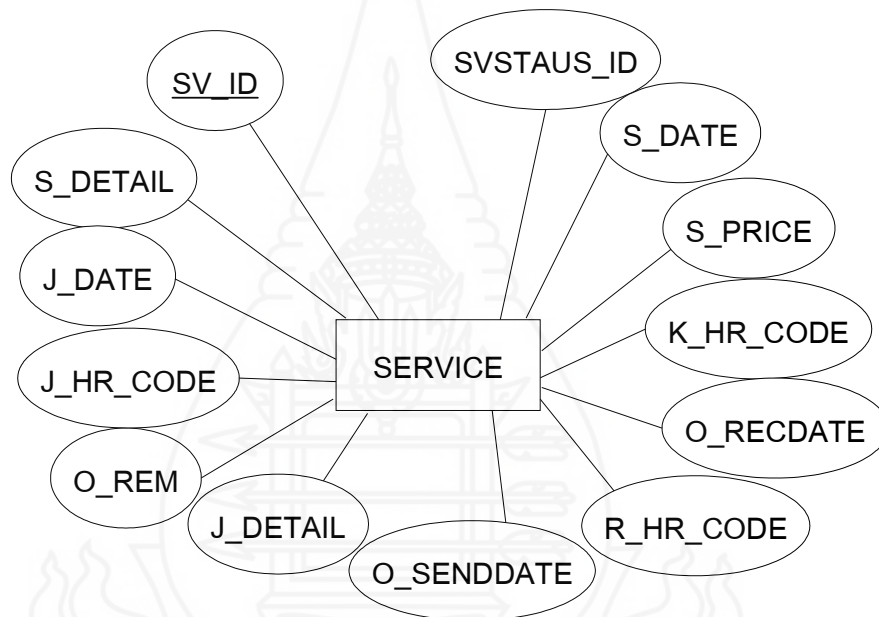 SV_ID
SVSTAUS_ID
S_DATE
S_DETAIL
S_PRICE
J_DATE
K_HR_CODE
SERVICE
J_HR_CODE
O_RECDATE
O_REM
J_DETAIL
R_HR_CODE
O_SENDDATE